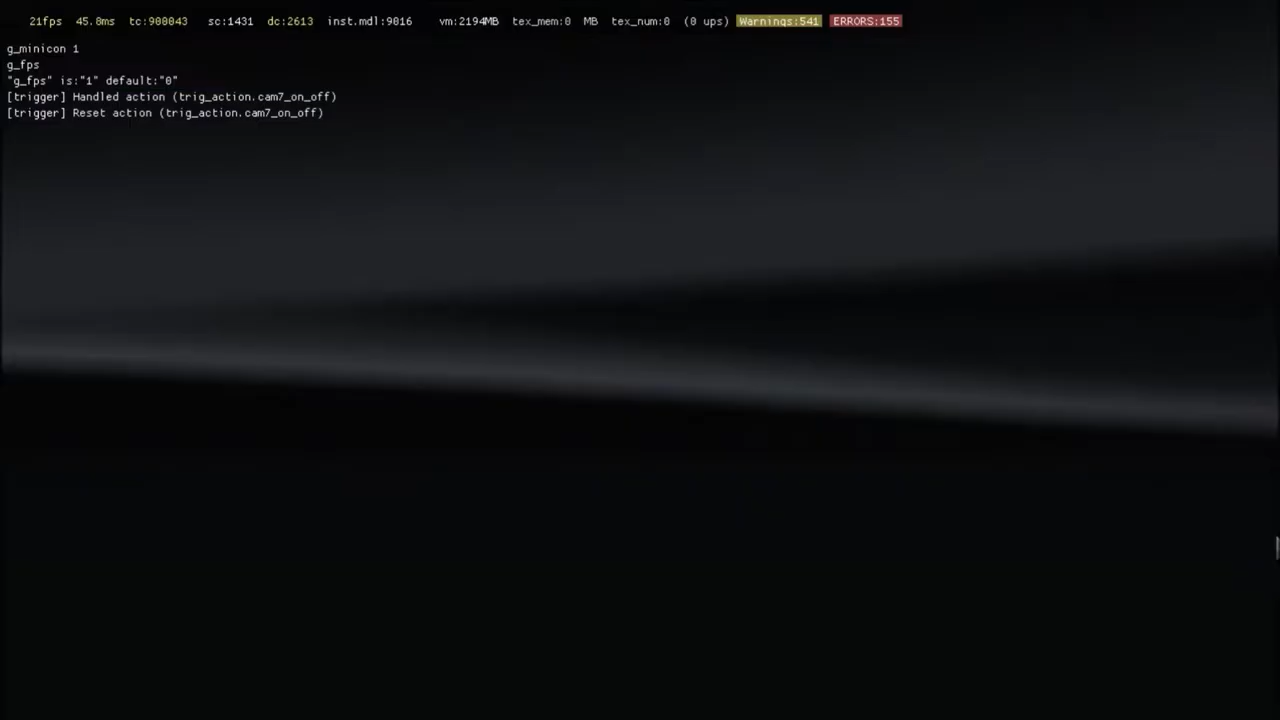 21fps 45.8ms tc:900043 sc:1431 dc:2613 inst.mdl:9016 vm:2194MB tex_mem:0 MB tex_num:0 (0 ups) Warnings:541 ERRORS:155
g_minicon 1
g_fps
"g_fps" is:"1" default:"0"
[trigger] Handled action (trig_action.cam7_on_off)
[trigger] Reset action (trig_action.cam7_on_off)